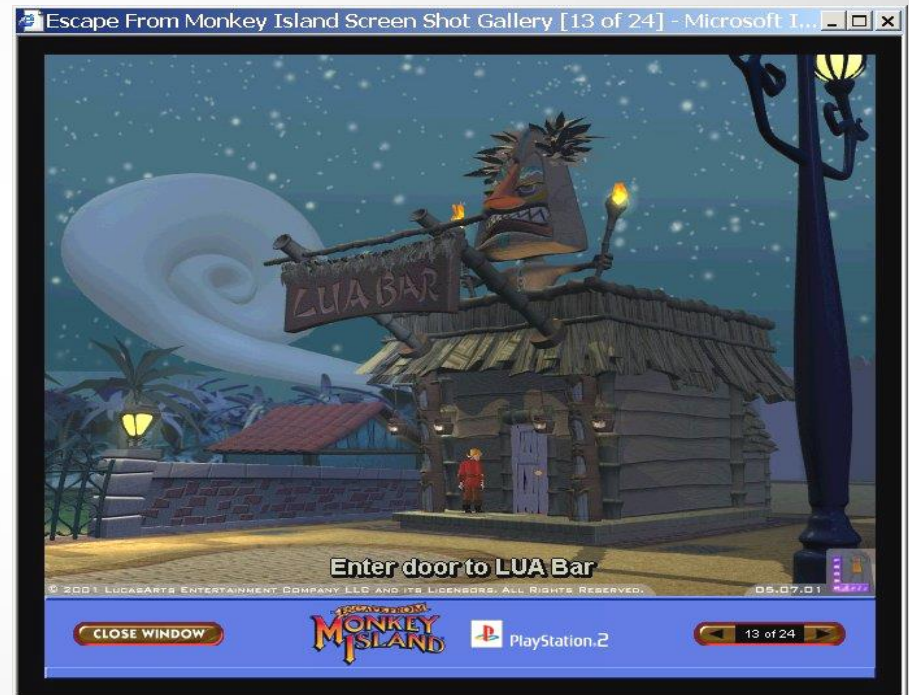 Escape From Monkey Island Screen Shot Gallery [13 of 24] - Microsoft I...
LUA BAR
Enter door to LUA Bar
© 2001 LUCASARTS ENTERTAINMENT COMPANY LLC AND ITS LICENSORS. ALL RIGHTS RESERVED.
05.07.01
CLOSE WINDOW
ESCAPE FROM
MONKEY
ISLAND
PlayStation.2
13 of 24